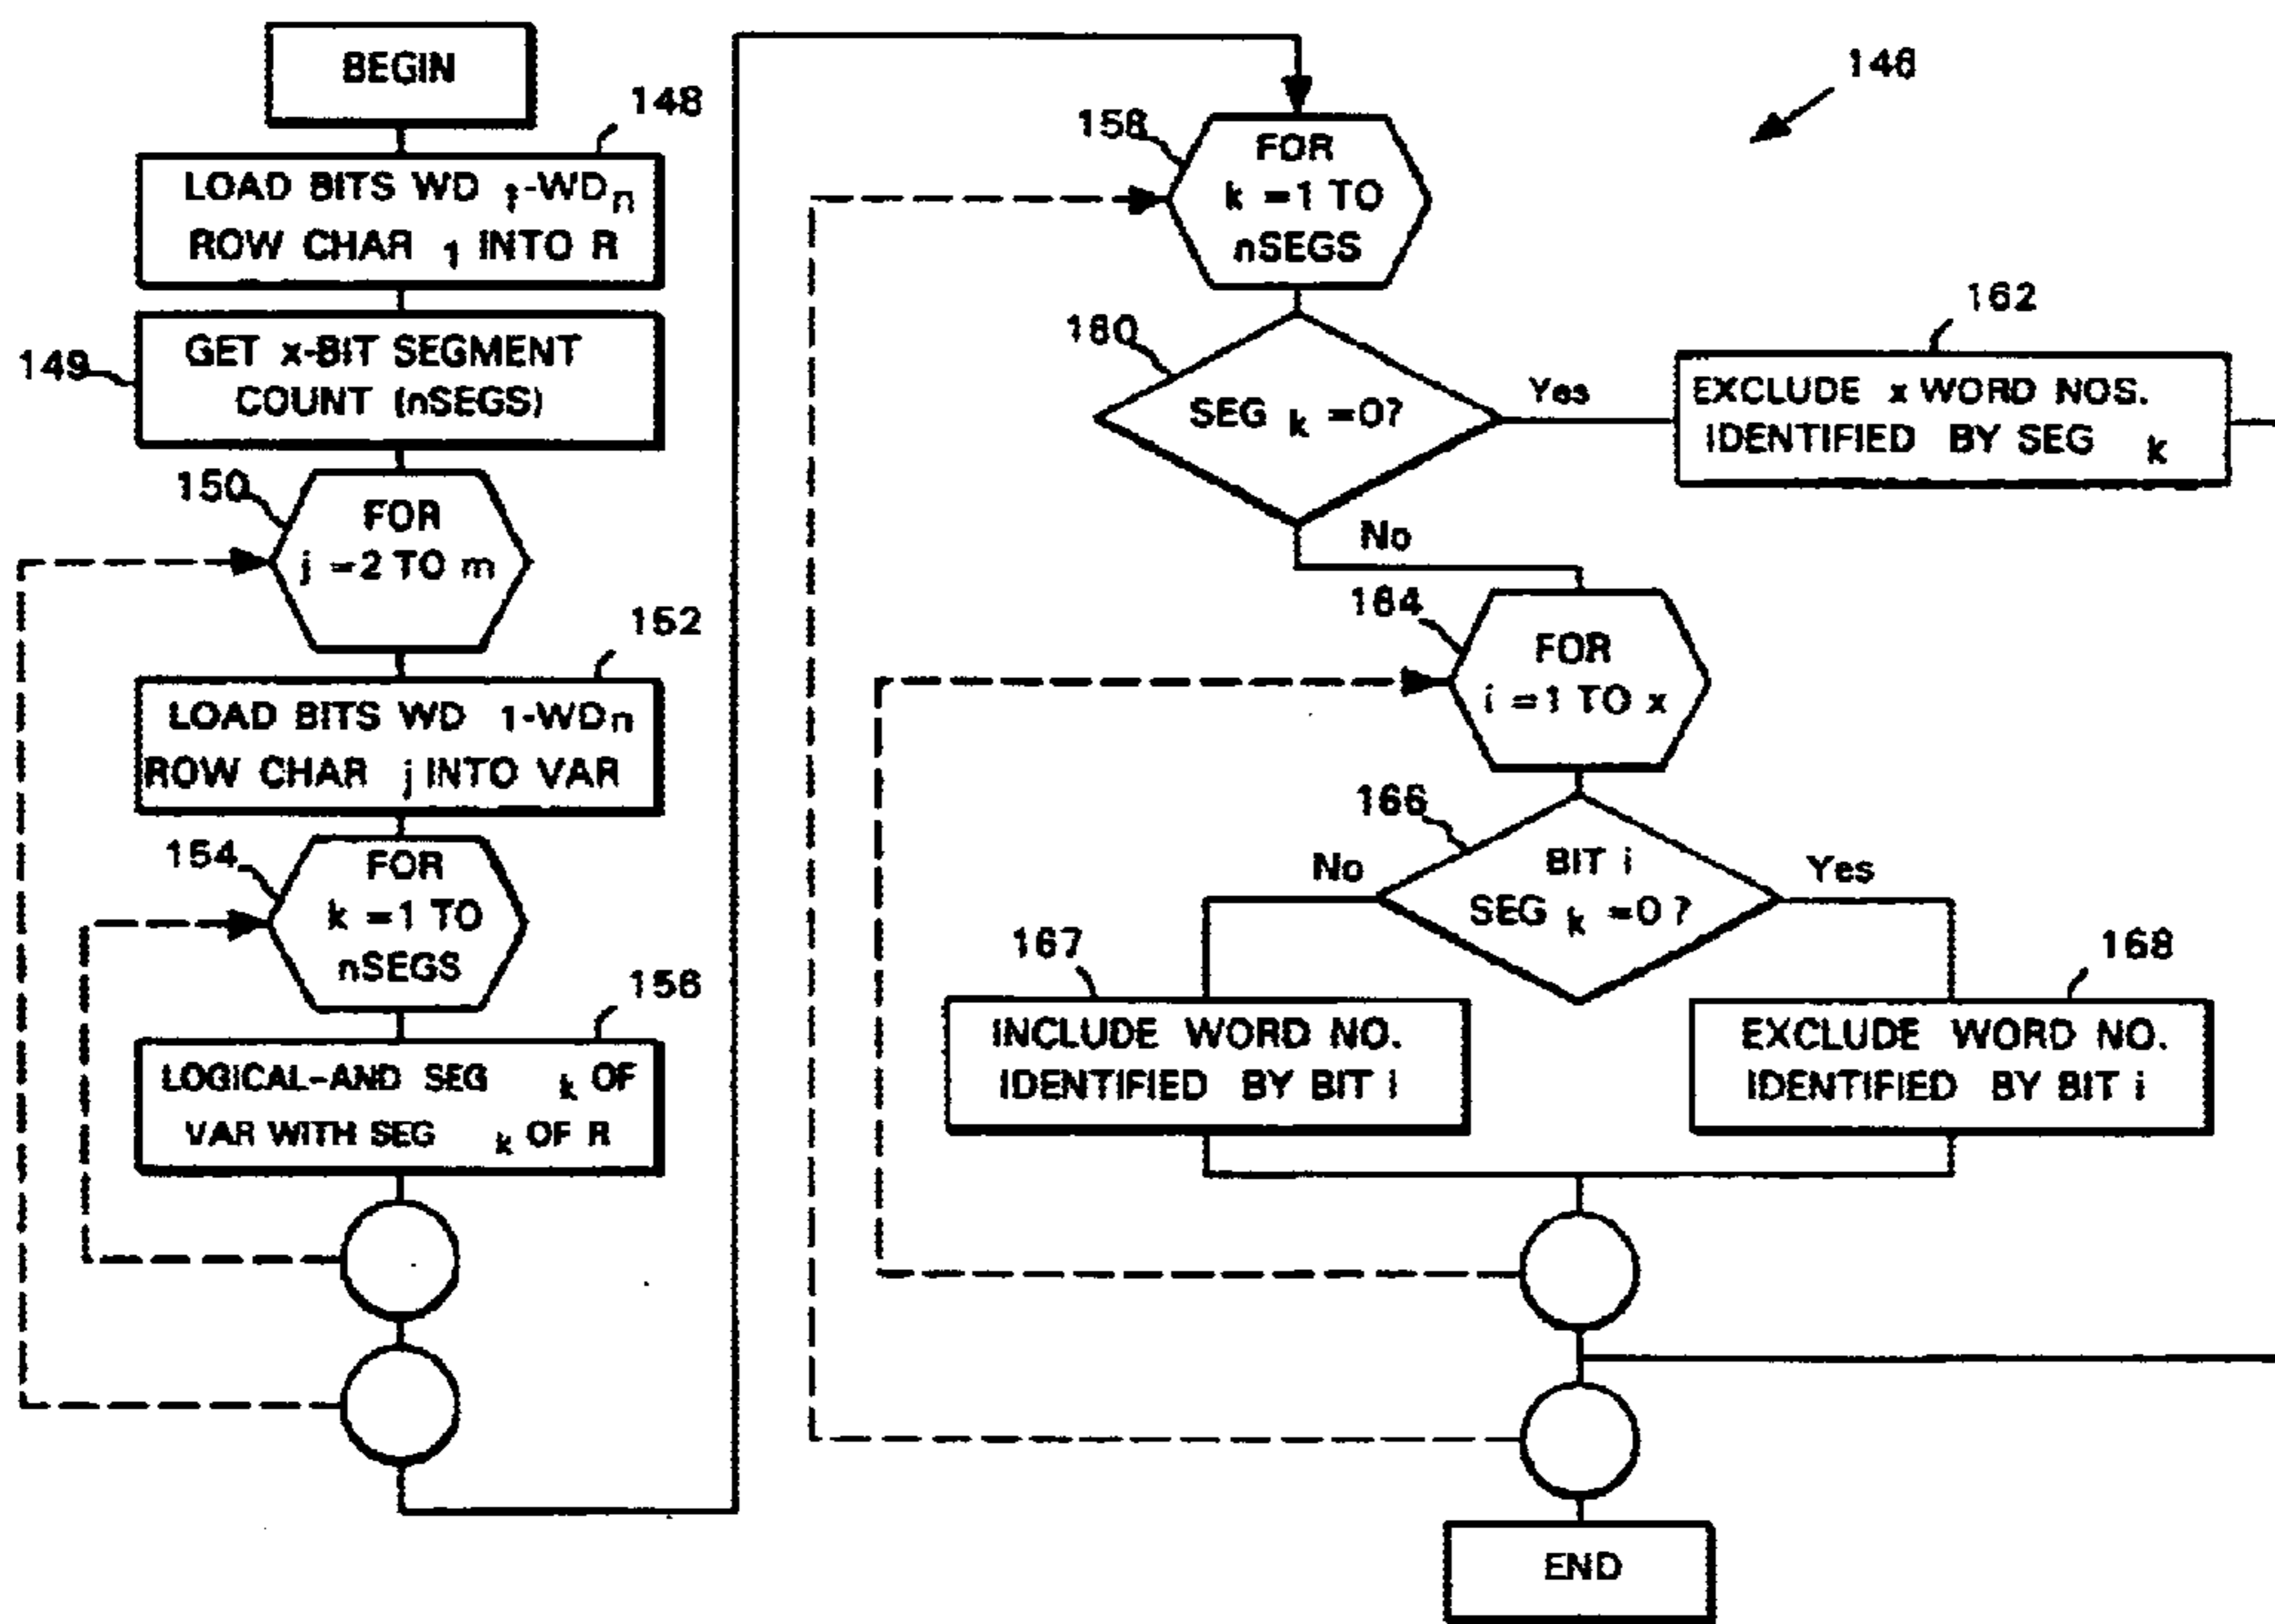 BEGIN
148
LOAD BITS WD 1-WDn
ROW CHAR 1 INTO R
149
GET x-BIT SEGMENT
COUNT (nSEGS)
150
FOR
j =2 TO m
152
LOAD BITS WD 1-WDn
ROW CHAR j INTO VAR
154
FOR
k =1 TO
nSEGS
156
LOGICAL-AND SEG k OF
VAR WITH SEG k OF R
146
158
FOR
k =1 TO
nSEGS
160
SEG k =0?
Yes
162
EXCLUDE x WORD NOS.
IDENTIFIED BY SEG k
No
164
FOR
i =1 TO x
166
No
BIT i
SEG k =0 ?
Yes
167
INCLUDE WORD NO.
IDENTIFIED BY BIT i
168
EXCLUDE WORD NO.
IDENTIFIED BY BIT i
END